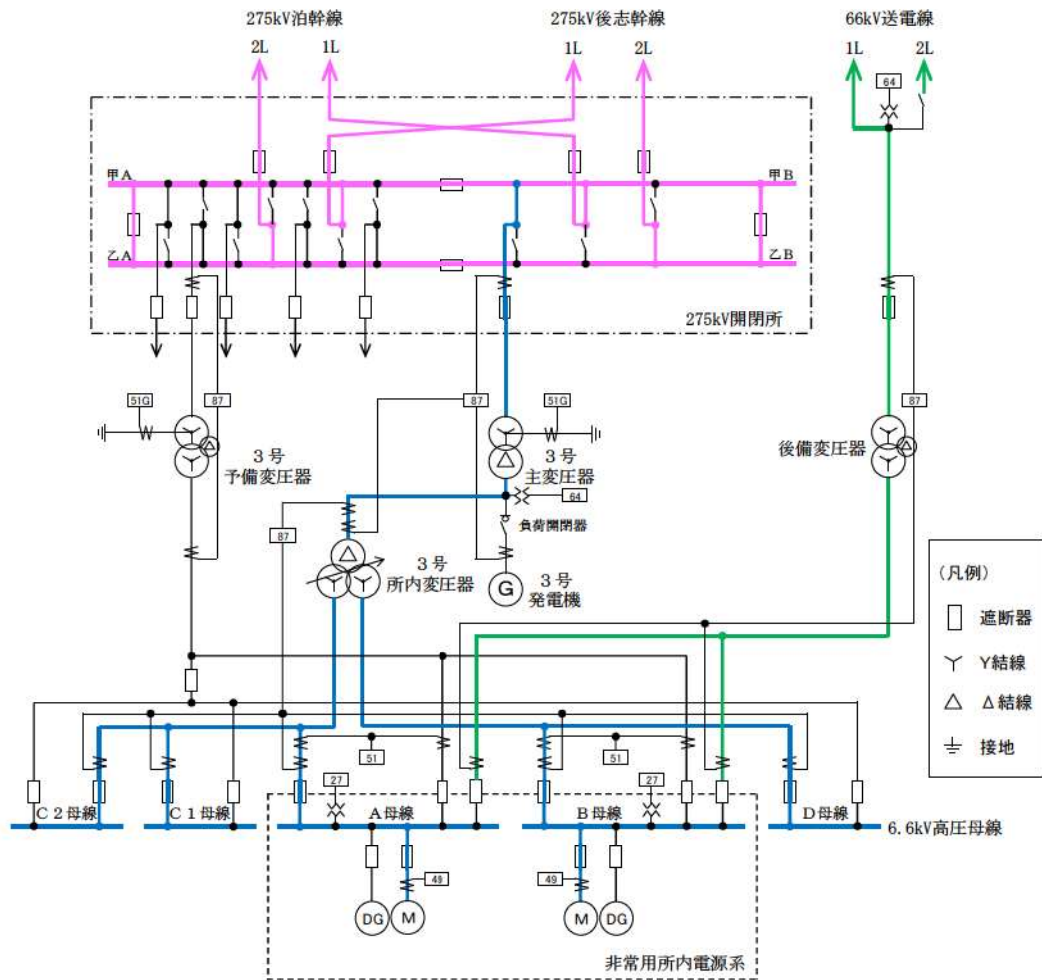 275kV泊幹線
275kV後志幹線
66kV送電線
2L
1L
1L
2L
1L
2L
64
甲A
甲B
乙A
乙B
275kV開閉所
51G
87
87
51G
87
3号
予備変圧器
3号
主変圧器
後備変圧器
64
87
負荷開閉器
3号
所内変圧器
G
3号
発電機
(凡例)
遮断器
Y結線
Δ結線
接地
51
51
27
27
C2母線
C1母線
A母線
B母線
D母線
6.6kV高圧母線
49
49
DG
M
M
DG
非常用所内電源系